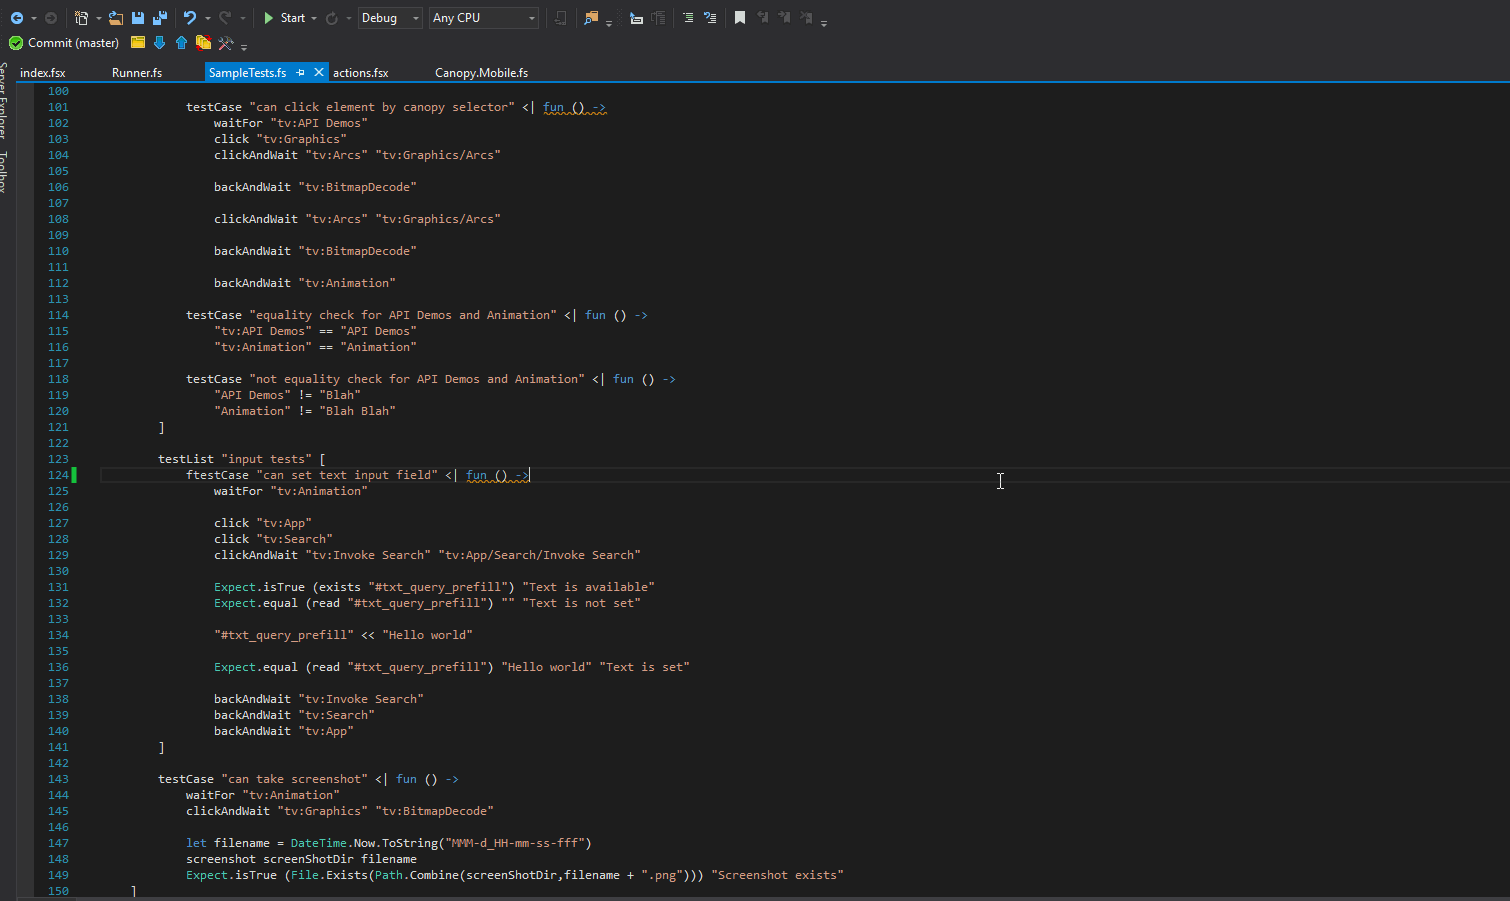 Start Debug Any CPU
Commit (master)
Server Explorer
Toolbox
index.fsx Runner.fs SampleTests.fs actions.fsx Canopy.Mobile.fs
100
101 testCase "can click element by canopy selector" <| fun () ->
102 waitFor "tv:API Demos"
103 click "tv:Graphics"
104 clickAndWait "tv:Arcs" "tv:Graphics/Arcs"
105
106 backAndWait "tv:BitmapDecode"
107
108 clickAndWait "tv:Arcs" "tv:Graphics/Arcs"
109
110 backAndWait "tv:BitmapDecode"
111
112 backAndWait "tv:Animation"
113
114 testCase "equality check for API Demos and Animation" <| fun () ->
115 "tv:API Demos" == "API Demos"
116 "tv:Animation" == "Animation"
117
118 testCase "not equality check for API Demos and Animation" <| fun () ->
119 "API Demos" != "Blah"
120 "Animation" != "Blah Blah"
121 ]
122
123 testList "input tests" [
124 ftestCase "can set text input field" <| fun () ->
125 waitFor "tv:Animation"
126
127 click "tv:App"
128 click "tv:Search"
129 clickAndWait "tv:Invoke Search" "tv:App/Search/Invoke Search"
130
131 Expect.isTrue (exists "#txt_query_prefill") "Text is available"
132 Expect.equal (read "#txt_query_prefill") "" "Text is not set"
133
134 "#txt_query_prefill" << "Hello world"
135
136 Expect.equal (read "#txt_query_prefill") "Hello world" "Text is set"
137
138 backAndWait "tv:Invoke Search"
139 backAndWait "tv:Search"
140 backAndWait "tv:App"
141 ]
142
143 testCase "can take screenshot" <| fun () ->
144 waitFor "tv:Animation"
145 clickAndWait "tv:Graphics" "tv:BitmapDecode"
146
147 let filename = DateTime.Now.ToString("MMM-d_HH-mm-ss-fff")
148 screenshot screenShotDir filename
149 Expect.isTrue (File.Exists(Path.Combine(screenShotDir,filename + ".png"))) "Screenshot exists"
150 ]